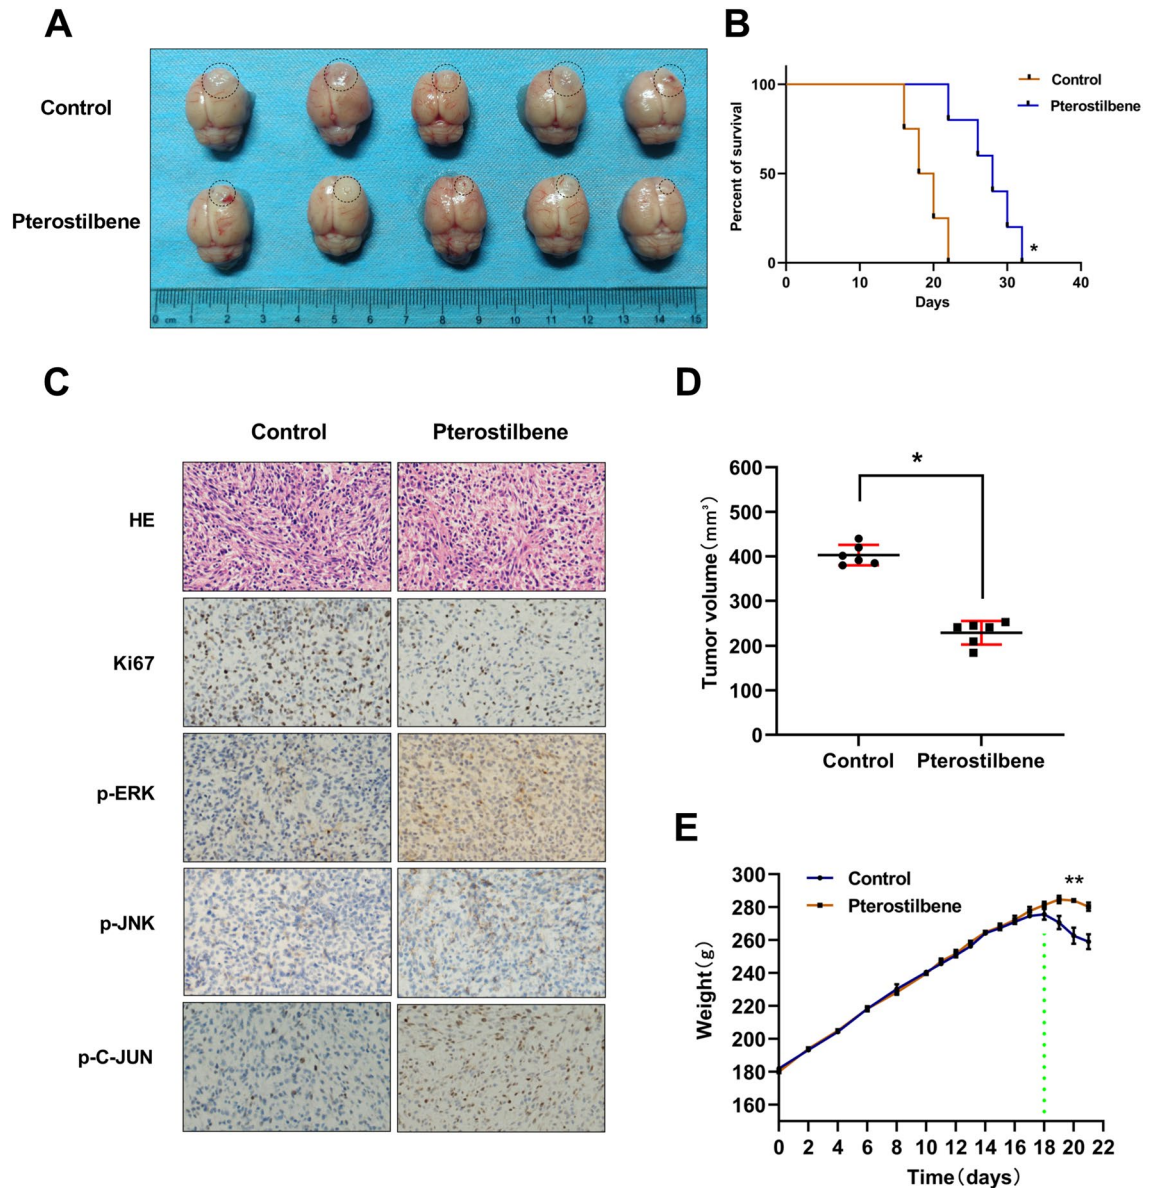 A
Control
Pterostilbene
0 cm 1 2 3 4 5 6 7 8 9 10 11 12 13 14 15
B
Percent of survival
100
50
0
0 10 20 30 40
Days
Control
Pterostilbene
*
C
Control Pterostilbene
HE
Ki67
p-ERK
p-JNK
p-C-JUN
D
Tumor volume(mm³)
600
500
400
300
200
100
0
*
Control Pterostilbene
E
Weight(g)
300
280
260
240
220
200
180
160
Control
Pterostilbene
**
0 2 4 6 8 10 12 14 16 18 20 22
Time(days)